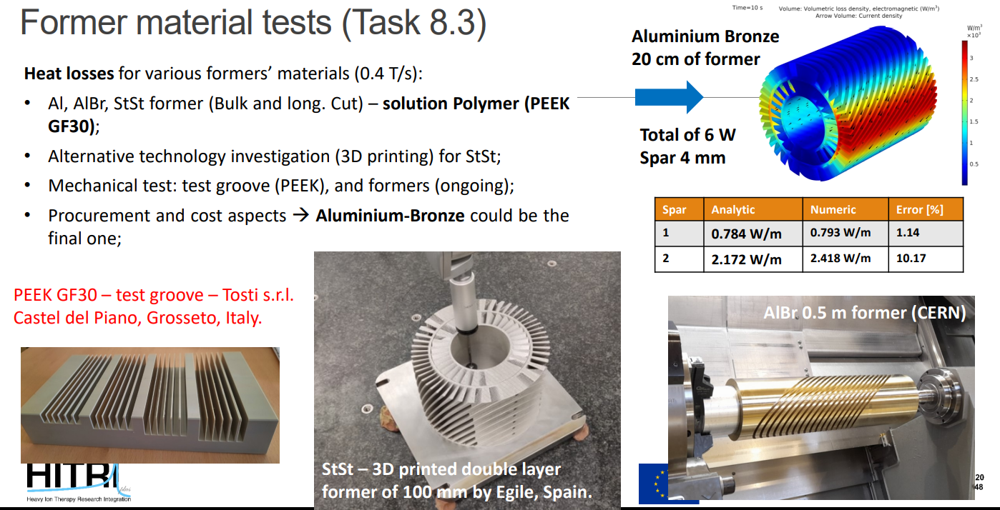 Former material tests (Task 8.3)
Heat losses for various formers’ materials (0.4 T/s):
• Al, AlBr, StSt former (Bulk and long. Cut) – solution Polymer (PEEK
GF30);
• Alternative technology investigation (3D printing) for StSt;
• Mechanical test: test groove (PEEK), and formers (ongoing);
• Procurement and cost aspects → Aluminium-Bronze could be the
final one;
Time=10 s Volume: Volumetric loss density, electromagnetic (W/m³)
Arrow Volume: Current density
Aluminium Bronze
20 cm of former
Total of 6 W
Spar 4 mm
W/m³
×10³
3
2.5
2
1.5
1
0.5
Spar Analytic Numeric Error [%]
1 0.784 W/m 0.793 W/m 1.14
2 2.172 W/m 2.418 W/m 10.17
PEEK GF30 – test groove – Tosti s.r.l.
Castel del Piano, Grosseto, Italy.
StSt – 3D printed double layer
former of 100 mm by Egile, Spain.
AlBr 0.5 m former (CERN)
HITRI
plus
Heavy Ion Therapy Research Integration
20
48